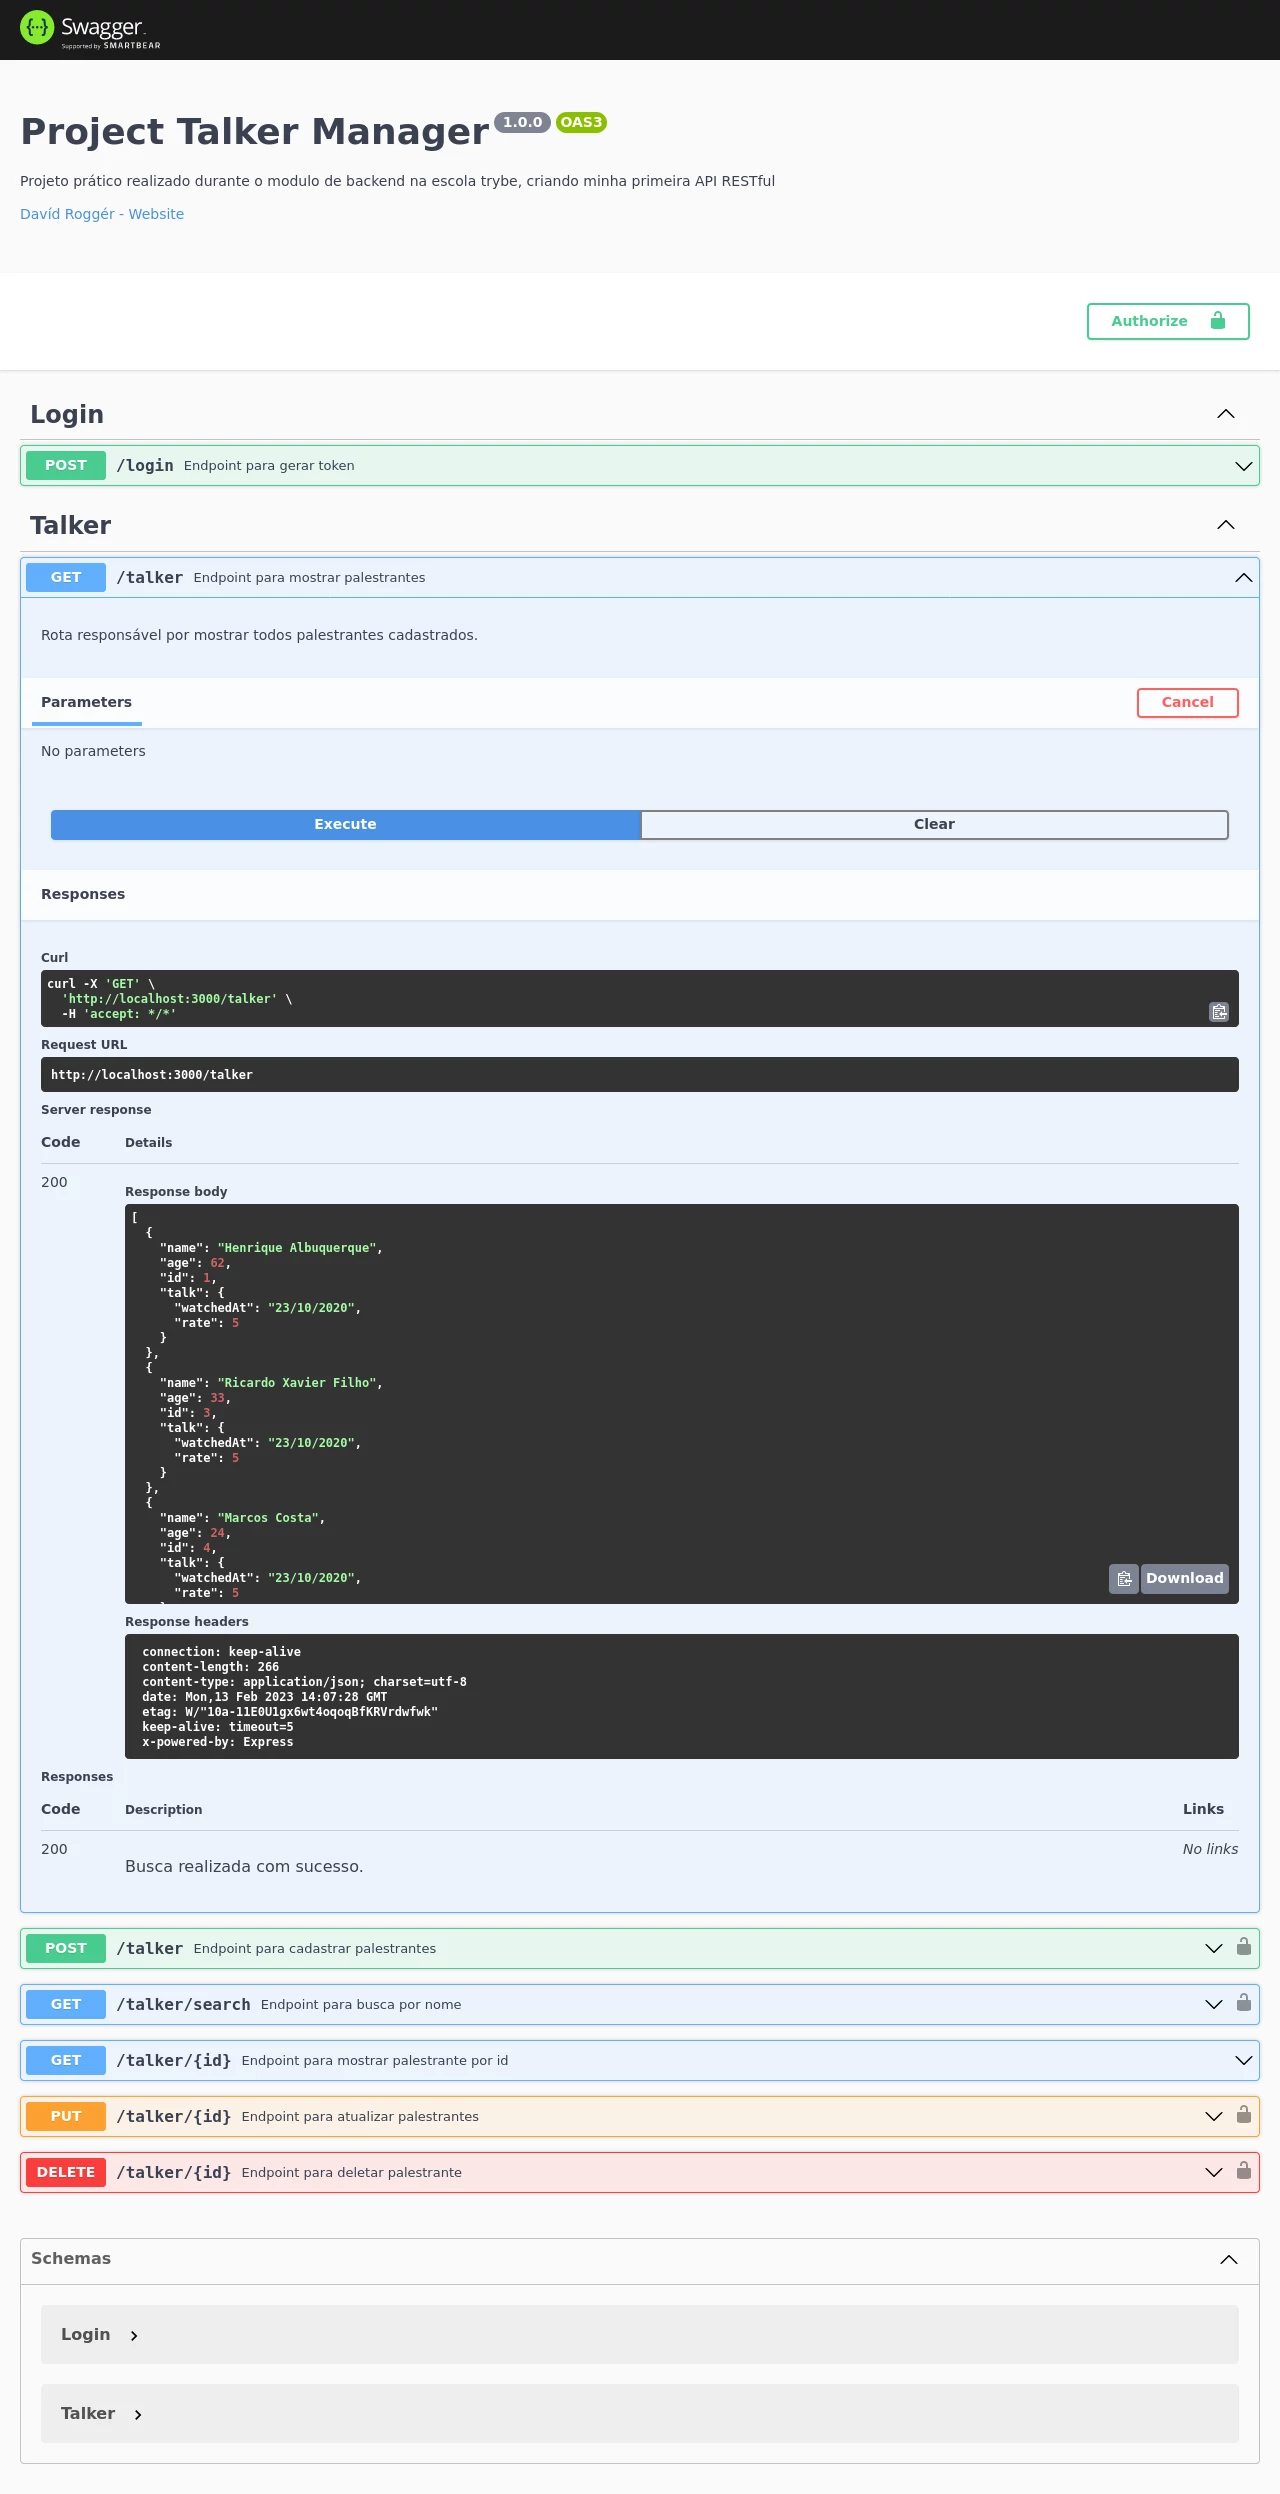 Swagger
Supported by SMARTBEAR
Project Talker Manager 1.0.0 OAS3
Projeto prático realizado durante o modulo de backend na escola trybe, criando minha primeira API RESTful
Davíd Roggér - Website
Authorize
Login
POST /login Endpoint para gerar token
Talker
GET /talker Endpoint para mostrar palestrantes
Rota responsável por mostrar todos palestrantes cadastrados.
Parameters Cancel
No parameters
Execute Clear
Responses
Curl
curl -X 'GET' \
'http://localhost:3000/talker' \
-H 'accept: */*'
Request URL
http://localhost:3000/talker
Server response
Code Details
200
Response body
[
{
"name": "Henrique Albuquerque",
"age": 62,
"id": 1,
"talk": {
"watchedAt": "23/10/2020",
"rate": 5
}
},
{
"name": "Ricardo Xavier Filho",
"age": 33,
"id": 3,
"talk": {
"watchedAt": "23/10/2020",
"rate": 5
}
},
{
"name": "Marcos Costa",
"age": 24,
"id": 4,
"talk": {
"watchedAt": "23/10/2020",
"rate": 5
Download
Response headers
connection: keep-alive
content-length: 266
content-type: application/json; charset=utf-8
date: Mon,13 Feb 2023 14:07:28 GMT
etag: W/"10a-11E0U1gx6wt4oqoqBfKRVrdwfwk"
keep-alive: timeout=5
x-powered-by: Express
Responses
Code Description Links
200 No links
Busca realizada com sucesso.
POST /talker Endpoint para cadastrar palestrantes
GET /talker/search Endpoint para busca por nome
GET /talker/{id} Endpoint para mostrar palestrante por id
PUT /talker/{id} Endpoint para atualizar palestrantes
DELETE /talker/{id} Endpoint para deletar palestrante
Schemas
Login
Talker